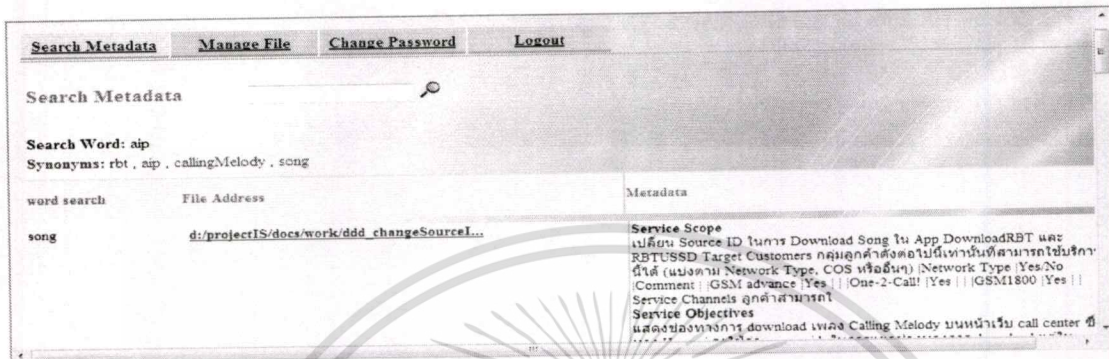 Search Metadata Manage File Change Password Logout
Search Metadata
Search Word: aip
Synonyms: rbt , aip , callingMelody , song
word search File Address Metadata
song d:/projectIS/docs/work/ddd_changeSourceI...
Service Scope
เปลี่ยน Source ID ในการ Download Song ใน App DownloadRBT และ
RBTUSSD Target Customers กลุ่มลูกค้าดังต่อไปนี้เท่านั้นที่สามารถใช้บริกา
นี้ได้ (แบ่งตาม Network Type, COS หรืออื่นๆ) |Network Type |Yes/No
|Comment | |GSM advance |Yes | | |One-2-Call! |Yes | | |GSM1800 |Yes | |
Service Channels ลูกค้าสามารถใ
Service Objectives
แสดงช่องทางการ download เพลง Calling Melody บนหน้าเว็บ call center ซึ